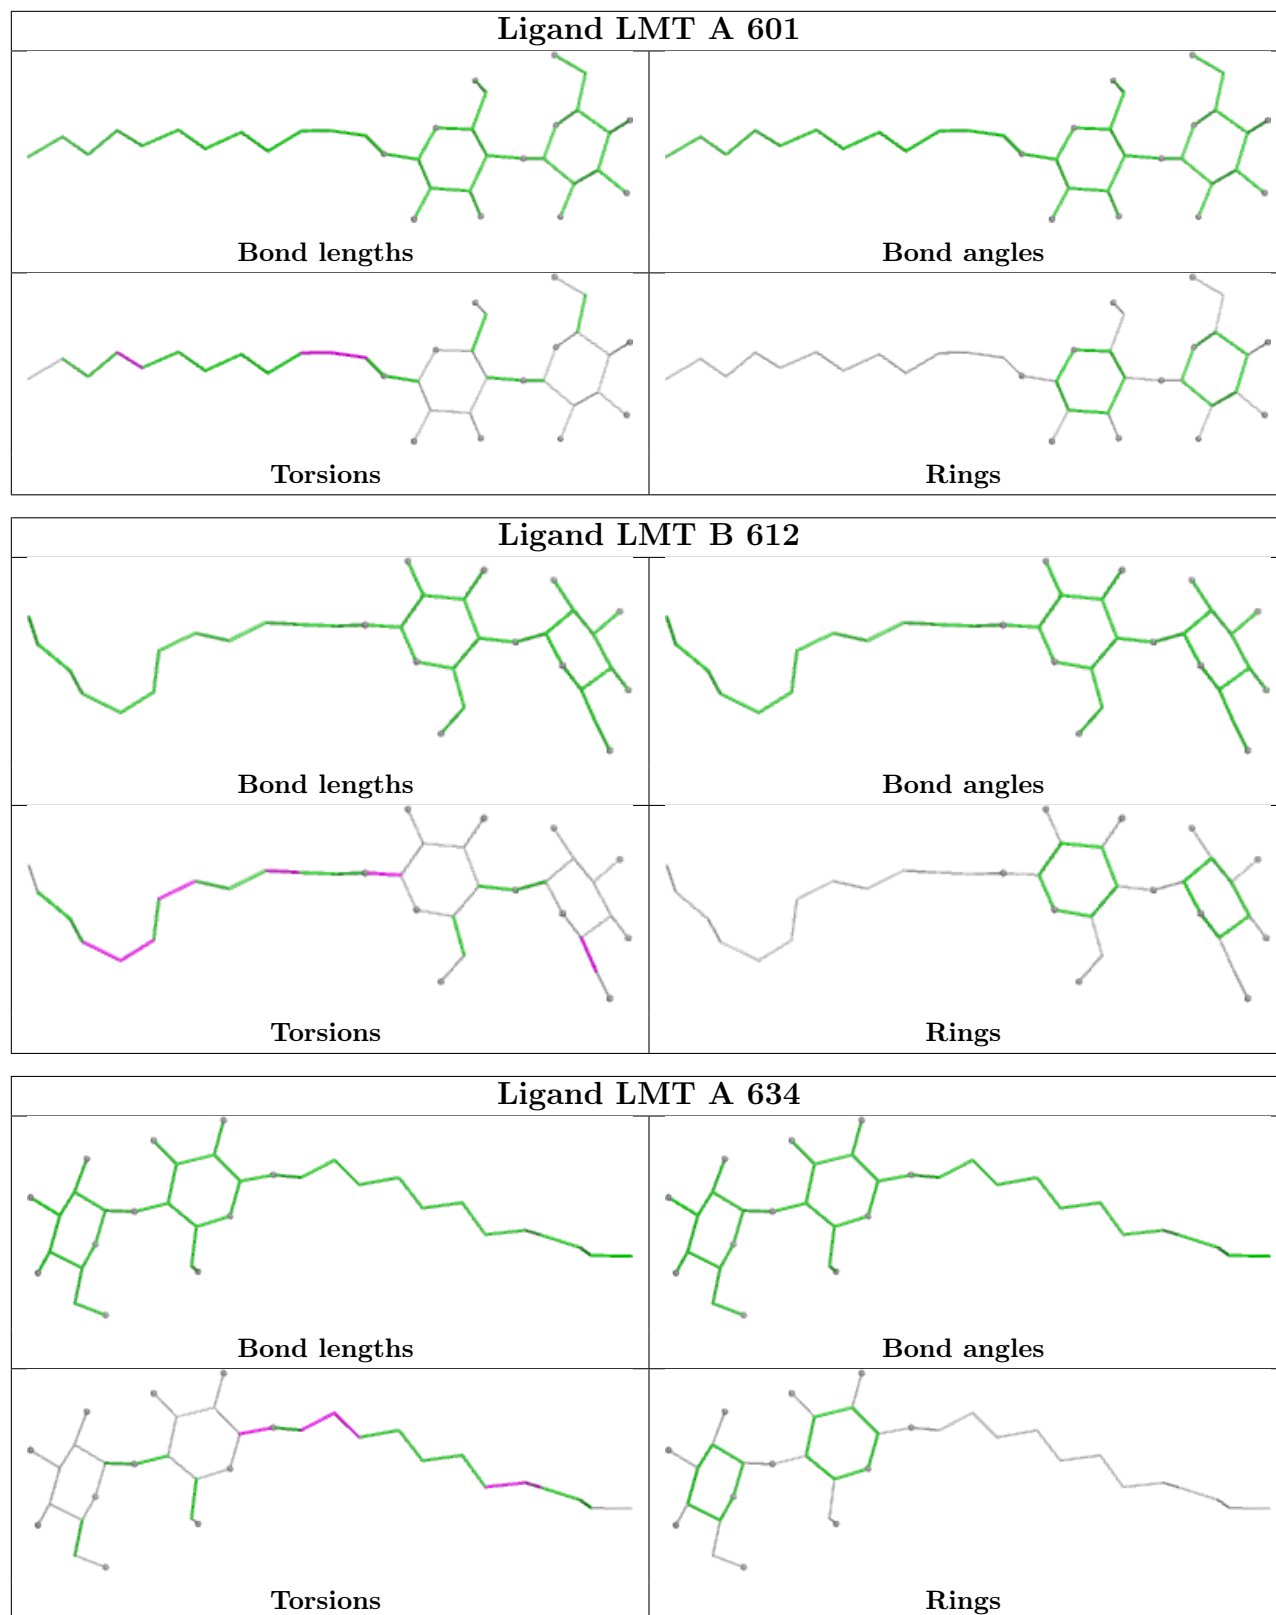 Ligand LMT A 601
Bond lengths
Bond angles
Torsions
Rings
Ligand LMT B 612
Bond lengths
Bond angles
Torsions
Rings
Ligand LMT A 634
Bond lengths
Bond angles
Torsions
Rings